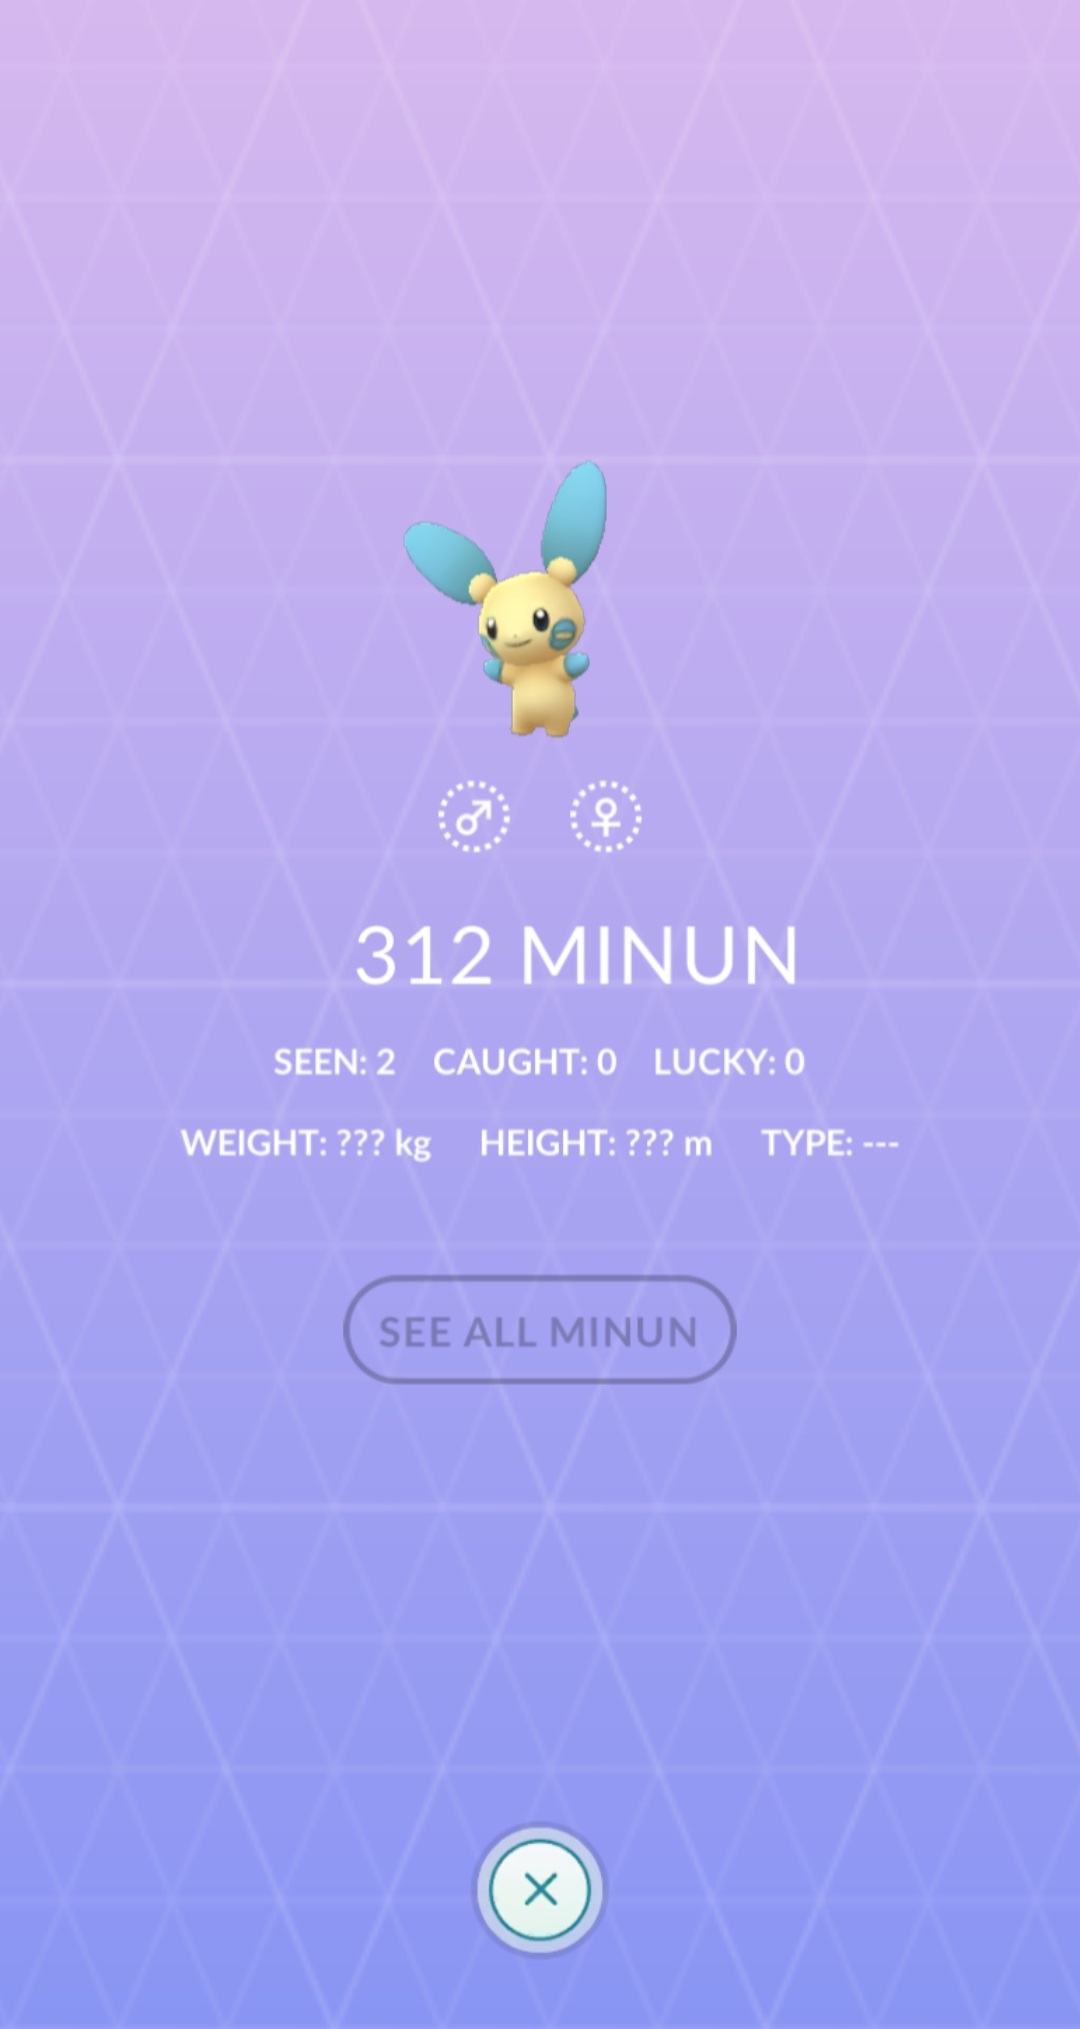 312 MINUN
SEEN: 2 CAUGHT: 0 LUCKY: 0
WEIGHT: ??? kg HEIGHT: ??? m TYPE: ---
SEE ALL MINUN